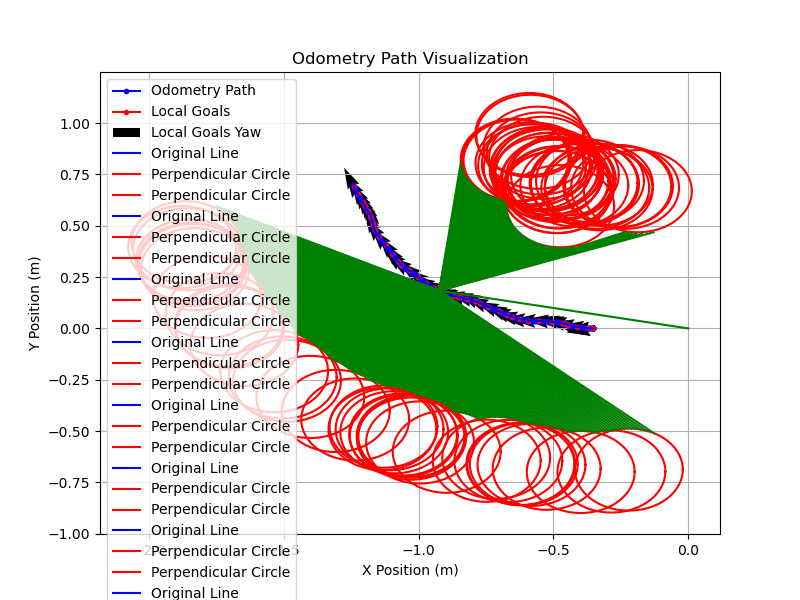 Odometry Path Visualization
Y Position (m)
1.00
0.75
0.50
0.25
0.00
−0.25
−0.50
−0.75
−1.00
Odometry Path
Local Goals
Local Goals Yaw
Original Line
Perpendicular Circle
Perpendicular Circle
Original Line
Perpendicular Circle
Perpendicular Circle
Original Line
Perpendicular Circle
Perpendicular Circle
Original Line
Perpendicular Circle
Perpendicular Circle
Original Line
Perpendicular Circle
Perpendicular Circle
Original Line
Perpendicular Circle
Perpendicular Circle
Original Line
Perpendicular Circle
Perpendicular Circle
Original Line
−1.0
−0.5
0.0
X Position (m)